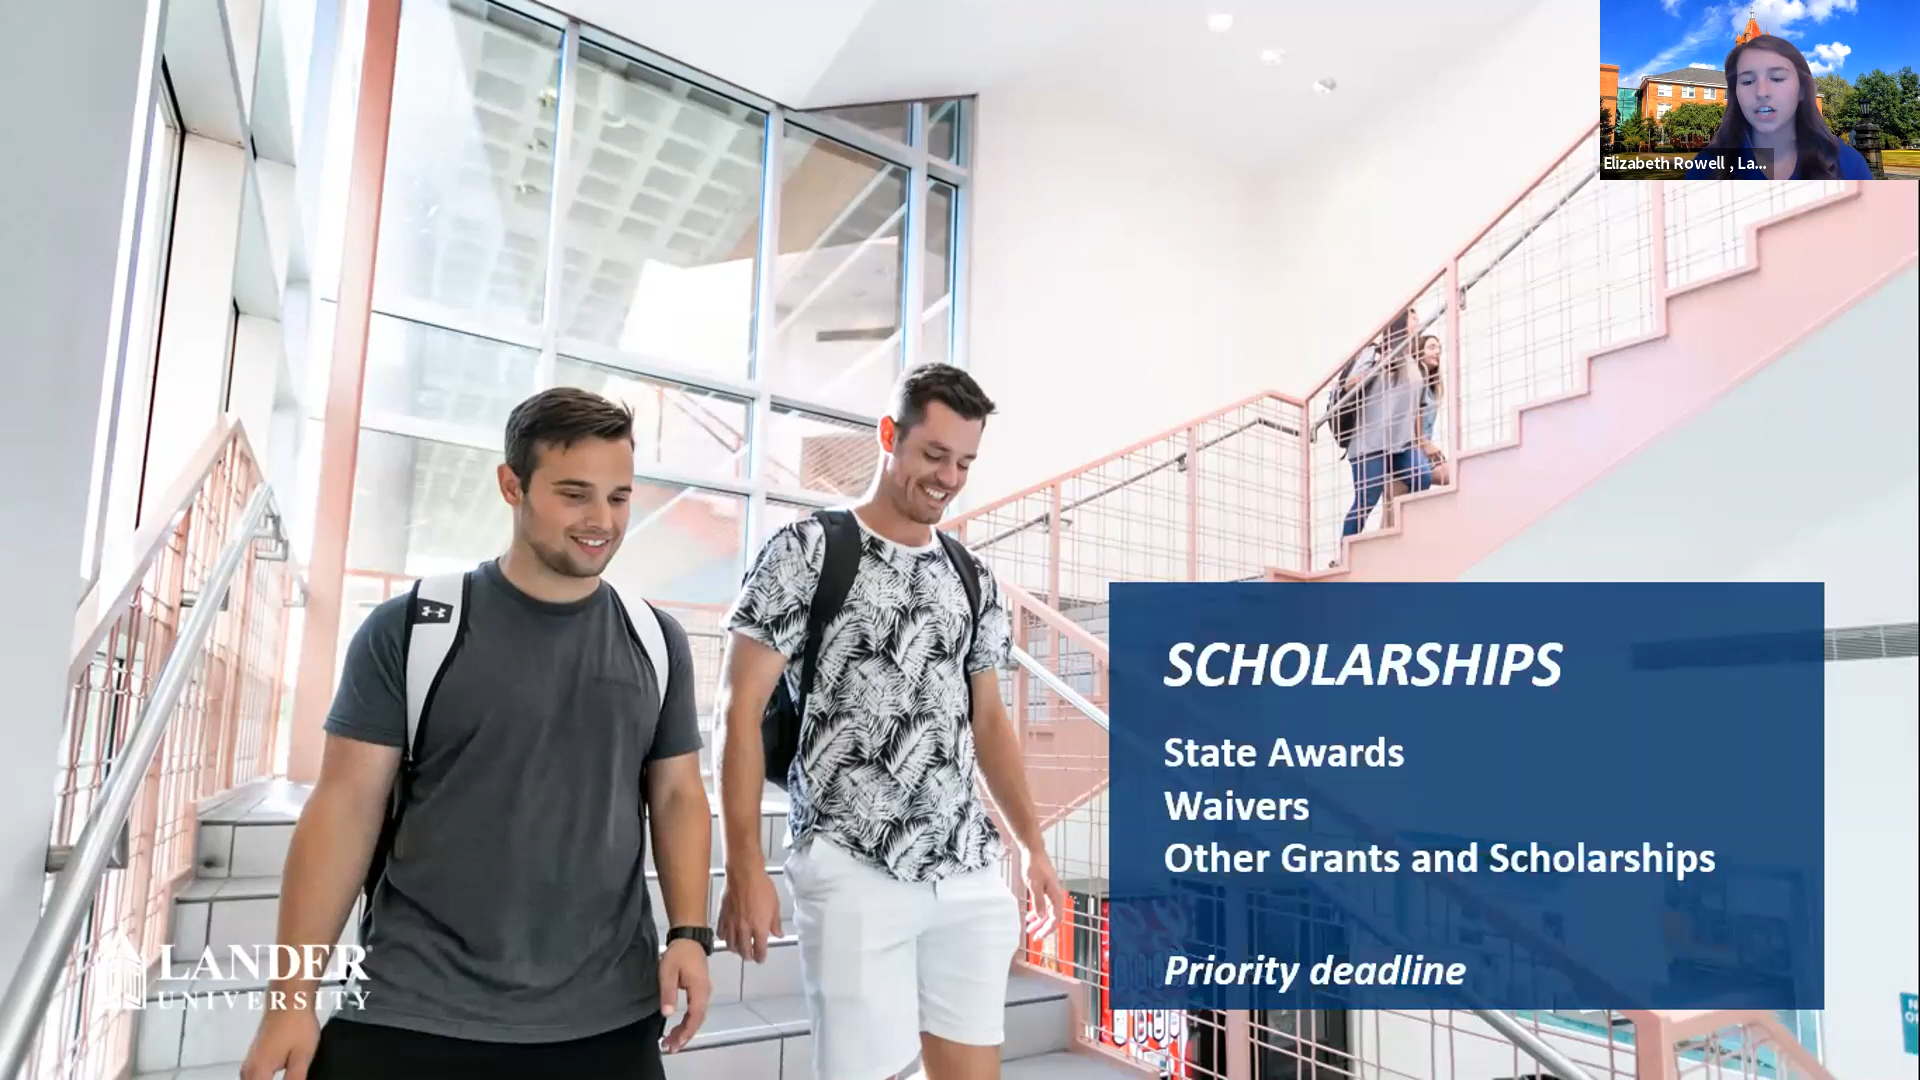 Elizabeth Rowell , La...
SCHOLARSHIPS
State Awards
Waivers
Other Grants and Scholarships
Priority deadline
LANDER
UNIVERSITY